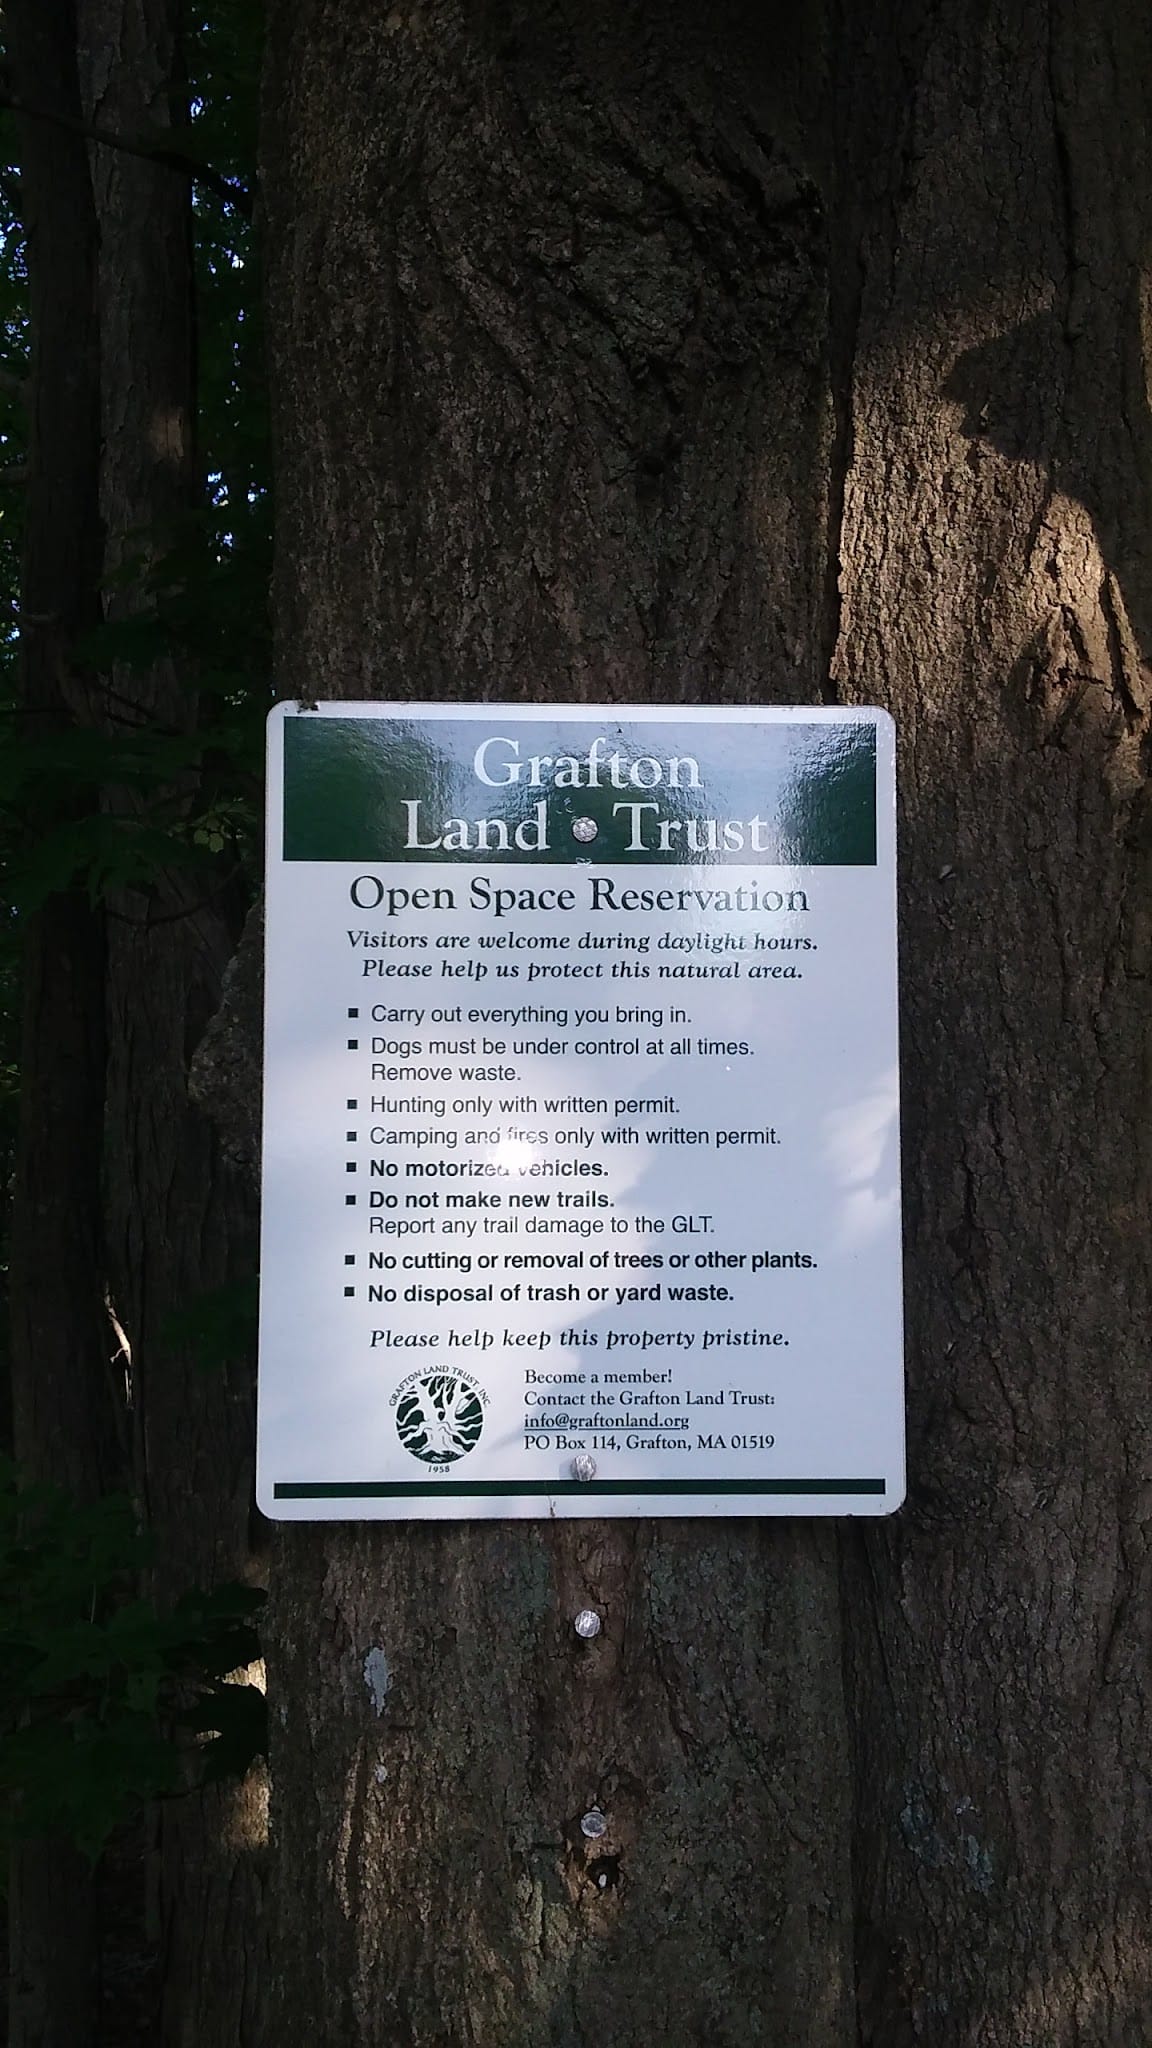 Grafton
Land Trust
Open Space Reservation
Visitors are welcome during daylight hours.
Please help us protect this natural area.
▪ Carry out everything you bring in.
▪ Dogs must be under control at all times.
Remove waste.
▪ Hunting only with written permit.
▪ Camping and fires only with written permit.
▪ No motorized vehicles.
▪ Do not make new trails.
Report any trail damage to the GLT.
▪ No cutting or removal of trees or other plants.
▪ No disposal of trash or yard waste.
Please help keep this property pristine.
GRAFTON LAND TRUST, INC
1958
Become a member!
Contact the Grafton Land Trust:
info@graftonland.org
PO Box 114, Grafton, MA 01519